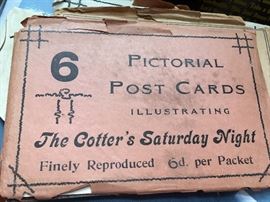 6
PICTORIAL
POST CARDS
ILLUSTRATING
The Cotter's Saturday Night
Finely Reproduced 6d. per Packet